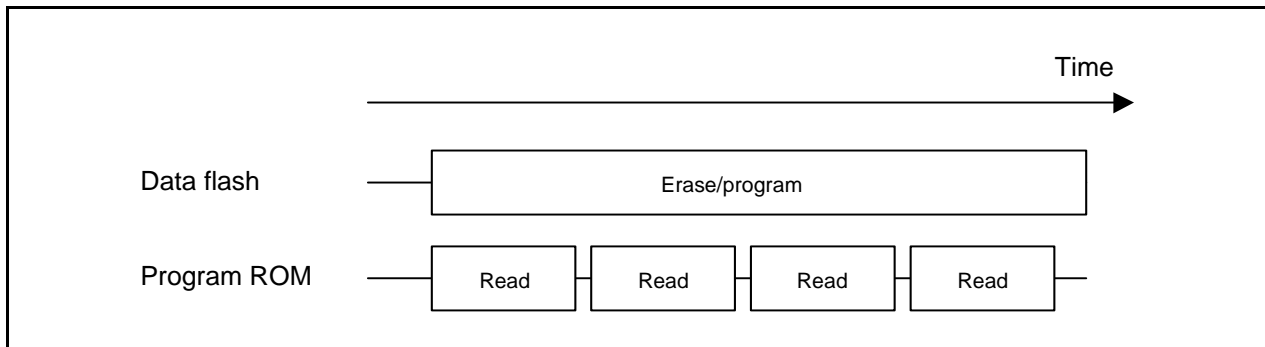 Time
Data flash
Erase/program
Program ROM
Read Read Read Read